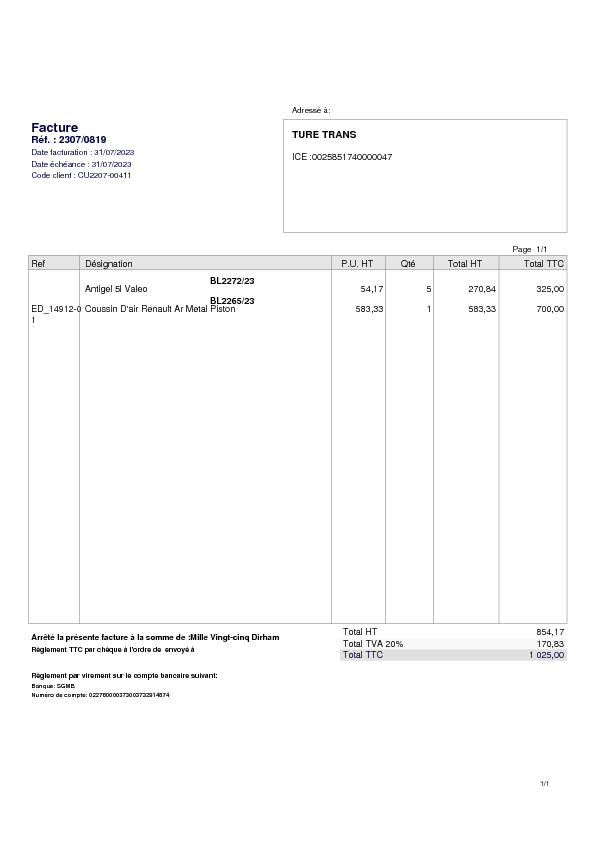 Adressé à:
Facture
Réf. : 2307/0819
Date facturation : 31/07/2023
Date échéance : 31/07/2023
Code client : CU2207-00411
TURE TRANS
ICE :0025851740000047
Page 1/1
Ref Désignation P.U. HT Qté Total HT Total TTC
BL2272/23
Antigel 5l Valeo 54,17 5 270,84 325,00
BL2265/23
ED_14912-0 Coussin D'air Renault Ar Metal Piston 583,33 1 583,33 700,00
1
Total HT 854,17
Arrêté la présente facture à la somme de :Mille Vingt-cinq Dirham
Total TVA 20% 170,83
Règlement TTC par chèque à l'ordre de envoyé à
Total TTC 1 025,00
Règlement par virement sur le compte bancaire suivant:
Banque: SGMB
1/1